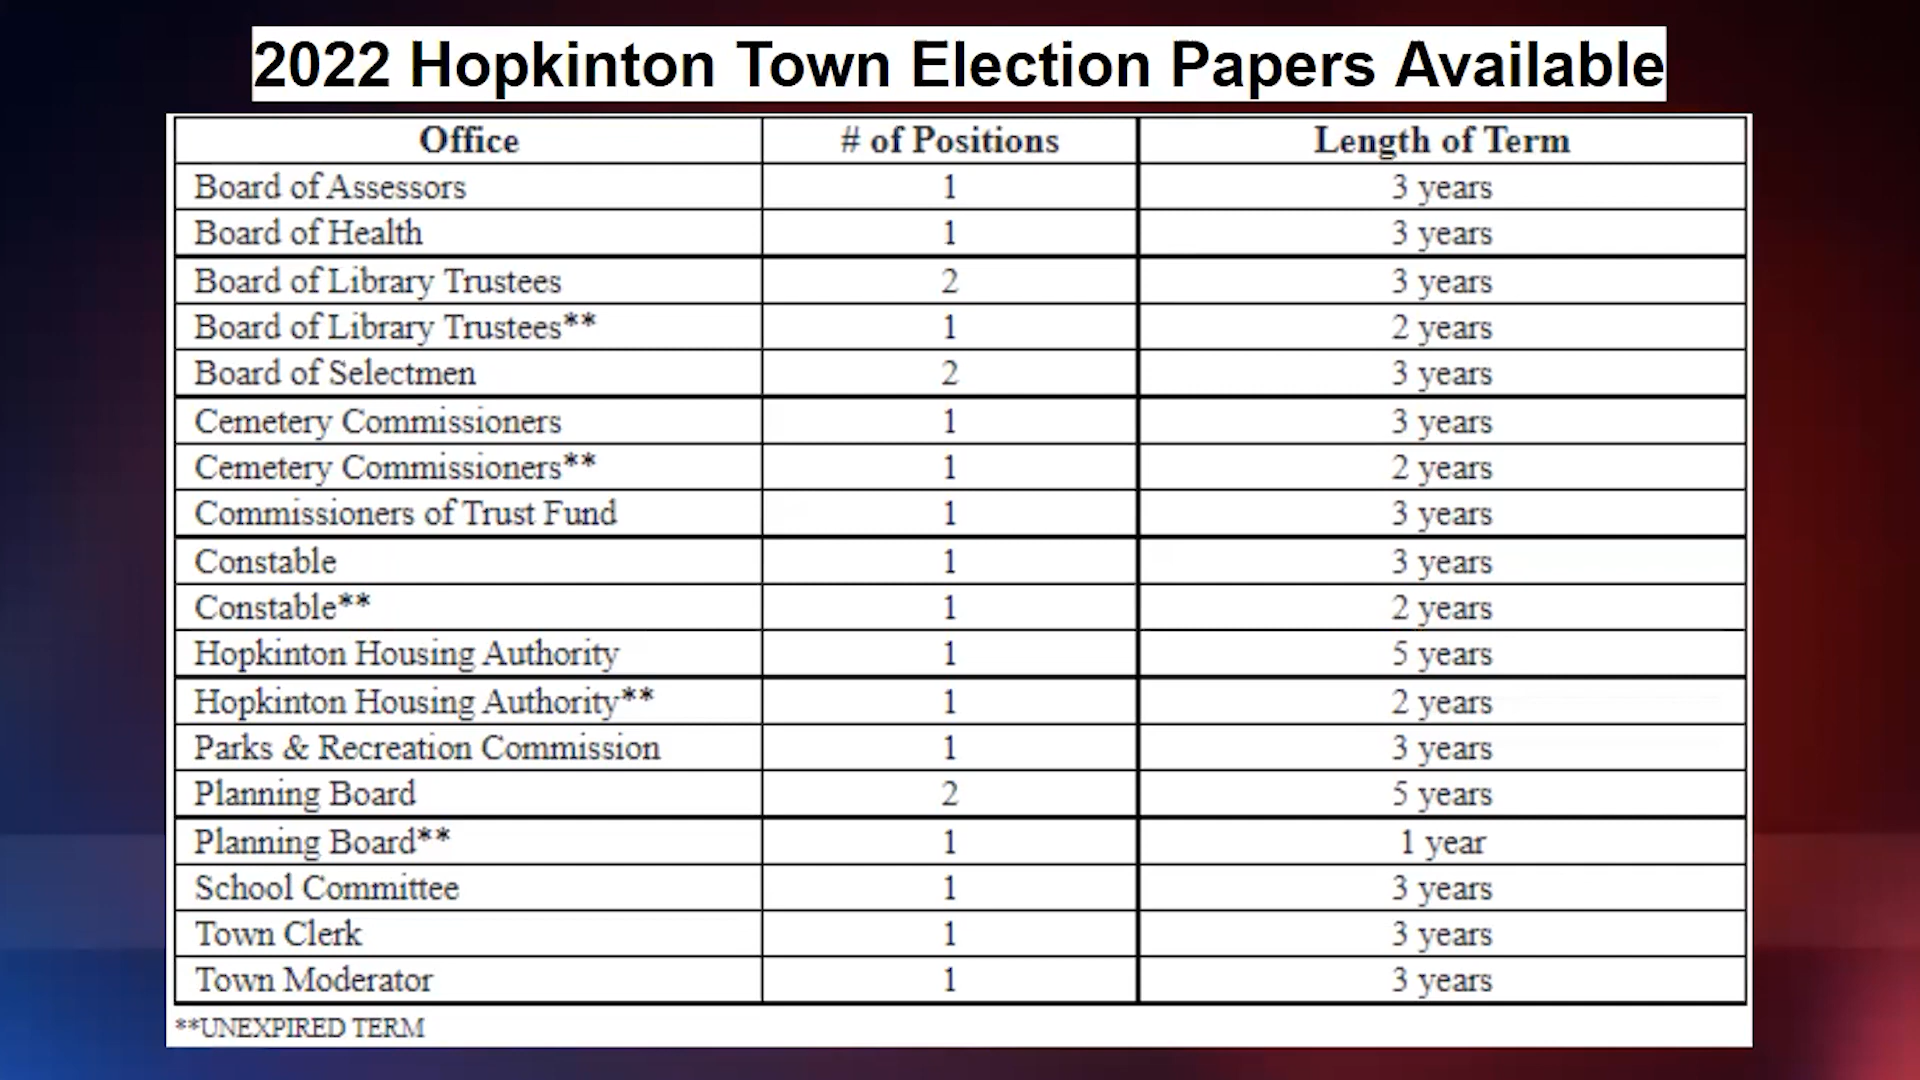 2022 Hopkinton Town Election Papers Available
Office # of Positions Length of Term
Board of Assessors 1 3 years
Board of Health 1 3 years
Board of Library Trustees 2 3 years
Board of Library Trustees** 1 2 years
Board of Selectmen 2 3 years
Cemetery Commissioners 1 3 years
Cemetery Commissioners** 1 2 years
Commissioners of Trust Fund 1 3 years
Constable 1 3 years
Constable** 1 2 years
Hopkinton Housing Authority 1 5 years
Hopkinton Housing Authority** 1 2 years
Parks & Recreation Commission 1 3 years
Planning Board 2 5 years
Planning Board** 1 1 year
School Committee 1 3 years
Town Clerk 1 3 years
Town Moderator 1 3 years
**UNEXPIRED TERM